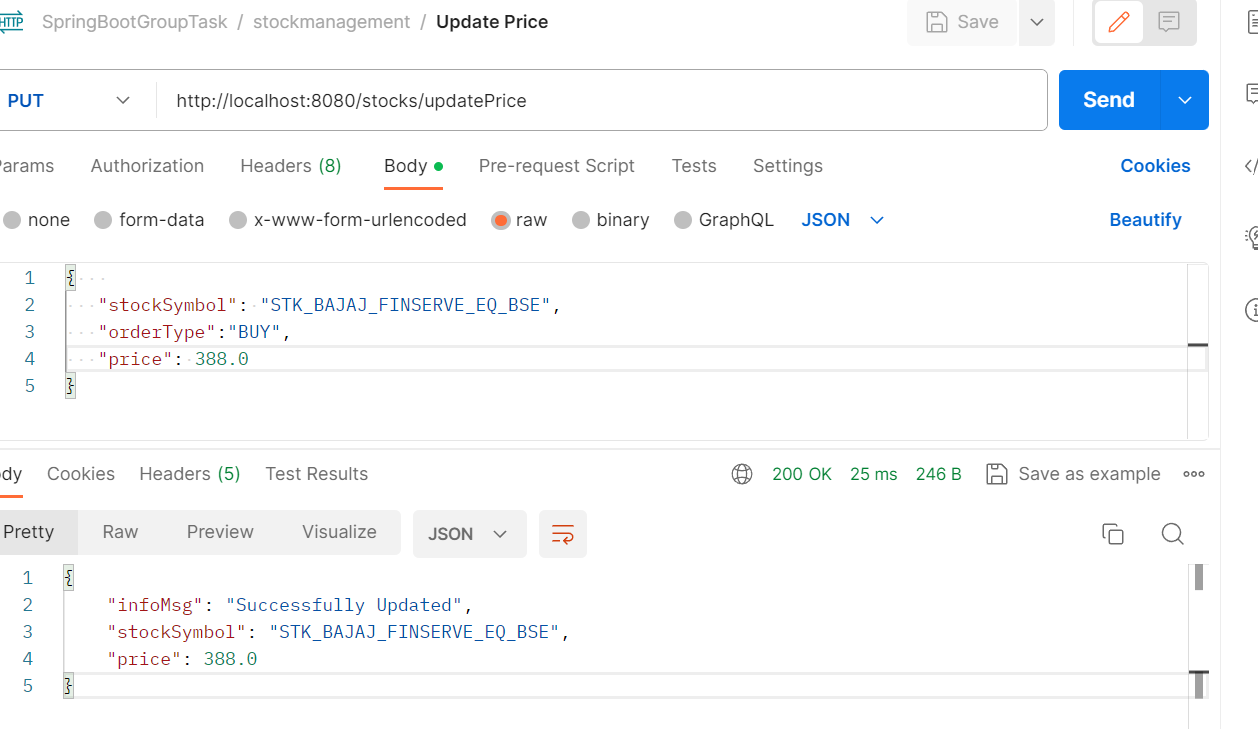 HTTP SpringBootGroupTask / stockmanagement / Update Price Save
PUT http://localhost:8080/stocks/updatePrice Send
Authorization Headers (8) Body Pre-request Script Tests Settings Cookies
none form-data x-www-form-urlencoded raw binary GraphQL JSON Beautify
1 {
2 "stockSymbol": "STK_BAJAJ_FINSERVE_EQ_BSE",
3 "orderType":"BUY",
4 "price": 388.0
5 }
Cookies Headers (5) Test Results 200 OK 25 ms 246 B Save as example
Pretty Raw Preview Visualize JSON
1 {
2 "infoMsg": "Successfully Updated",
3 "stockSymbol": "STK_BAJAJ_FINSERVE_EQ_BSE",
4 "price": 388.0
5 }